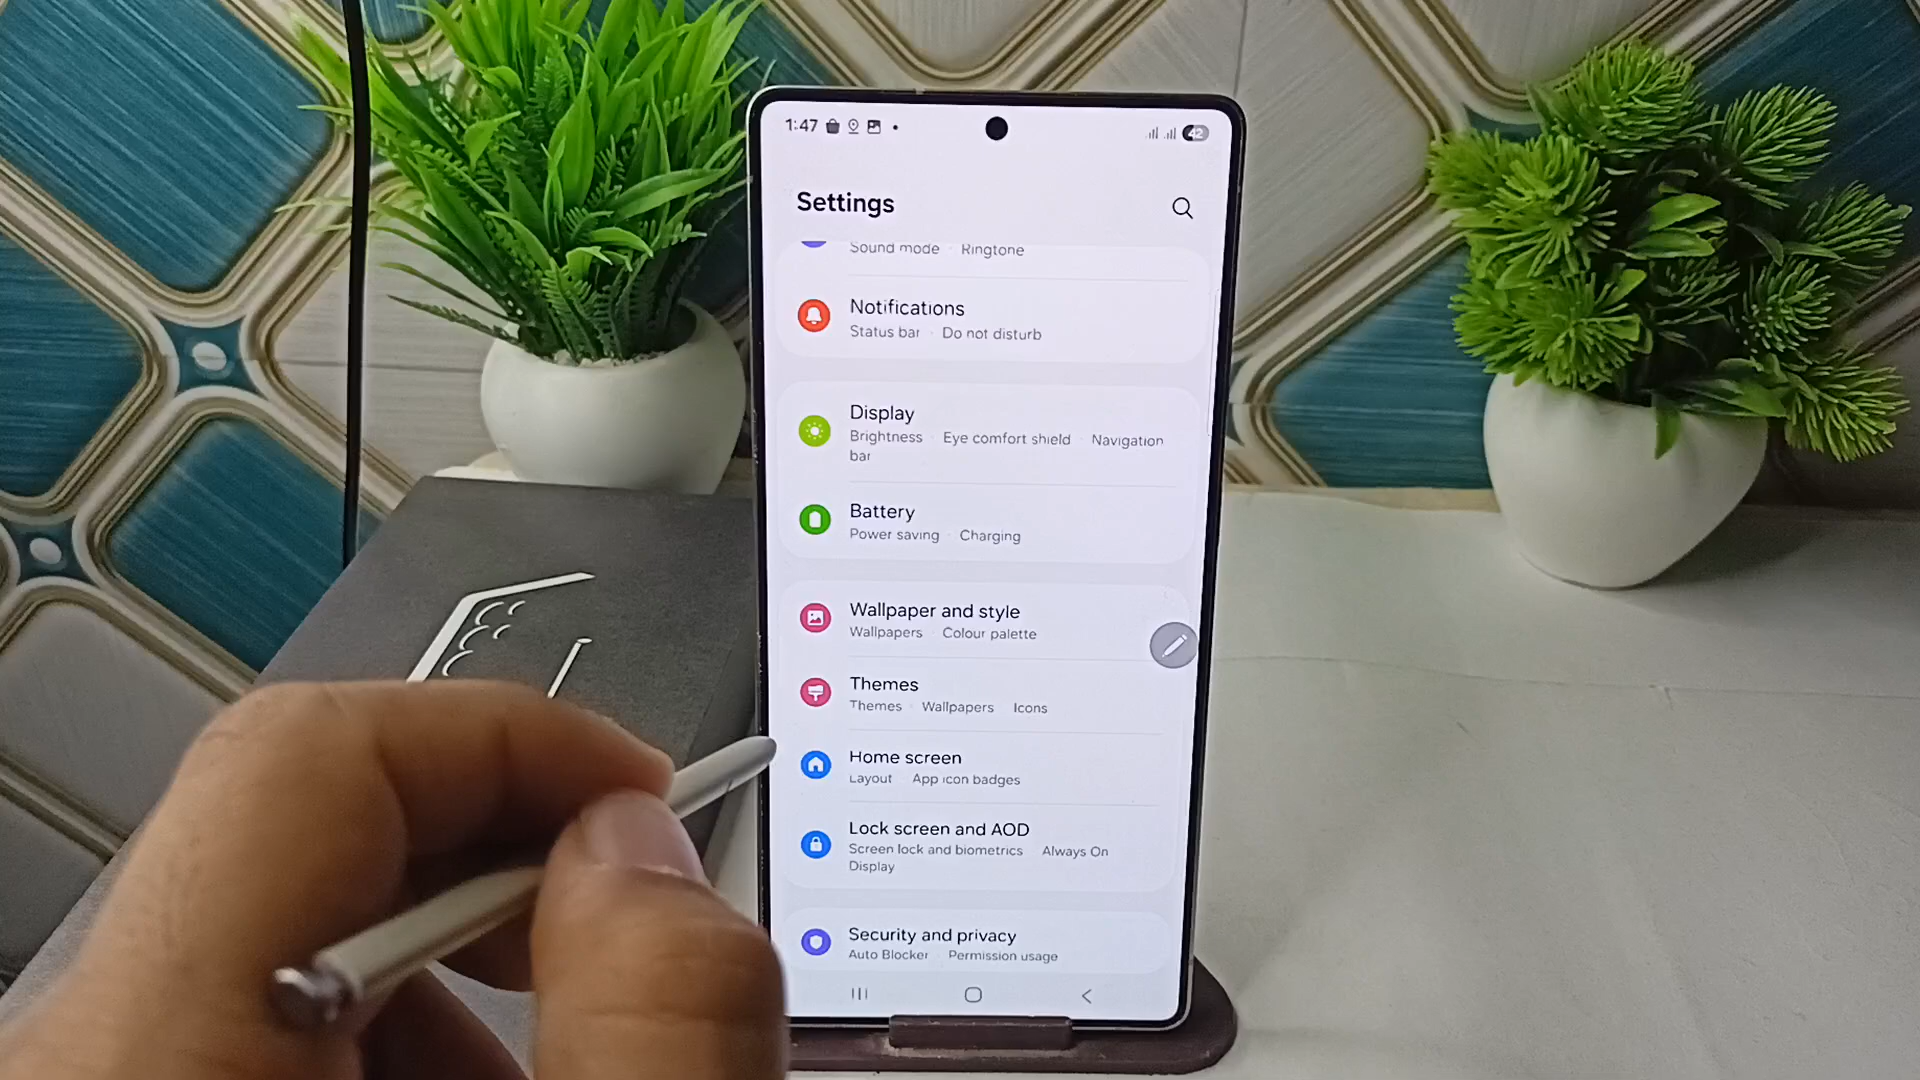 1:47
42
Settings
Sound mode · Ringtone
Notifications
Status bar · Do not disturb
Display
Brightness · Eye comfort shield · Navigation
bar
Battery
Power saving · Charging
Wallpaper and style
Wallpapers · Colour palette
Themes
Themes · Wallpapers Icons
Home screen
Layout App icon badges
Lock screen and AOD
Screen lock and biometrics Always On
Display
Security and privacy
Auto Blocker · Permission usage